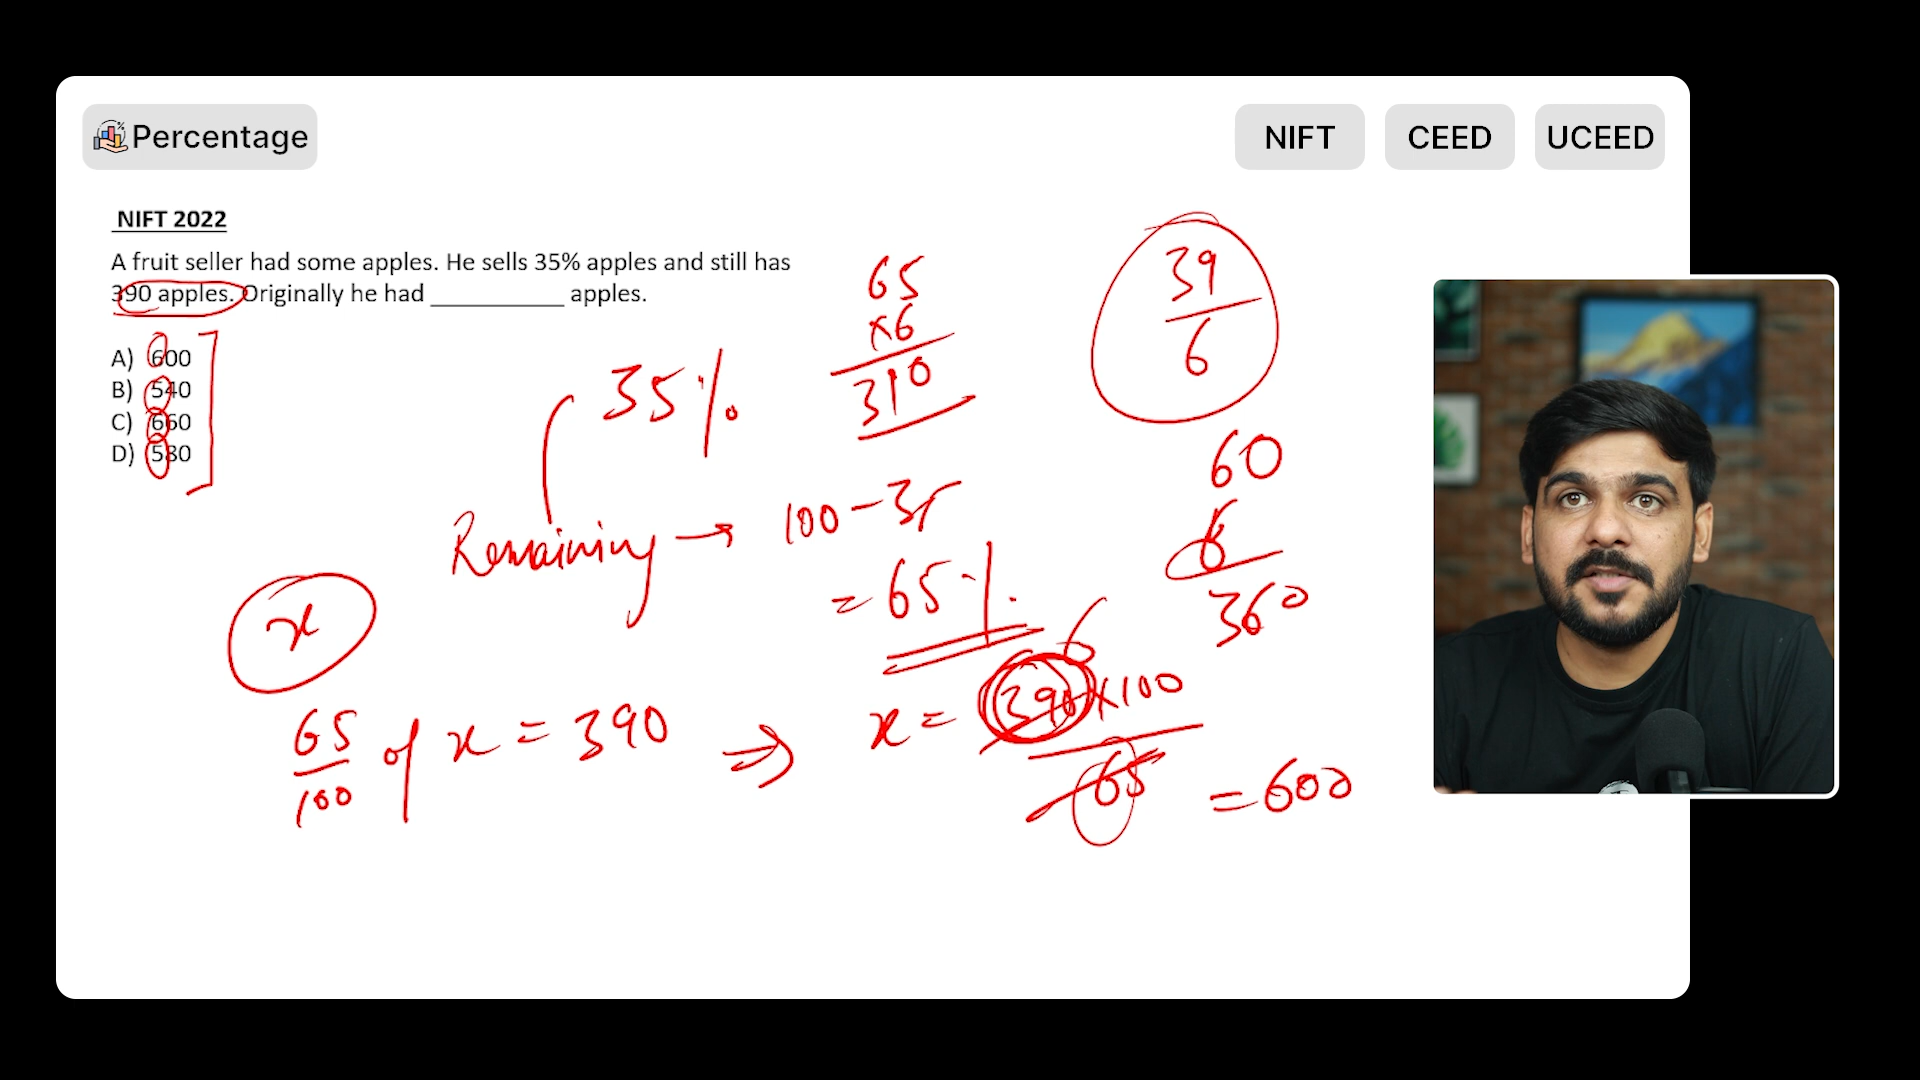 Percentage
NIFT
CEED
UCEED
NIFT 2022
A fruit seller had some apples. He sells 35% apples and still has
390 apples. Originally he had ___________ apples.
A) 600
B) 540
C) 660
D) 580
35%
65
×6
310
39
6
60
6
360
Remaining → 100 - 35
= 65%
x
65
100
of x = 390 ⇒
6
x = 390×100
65
= 600